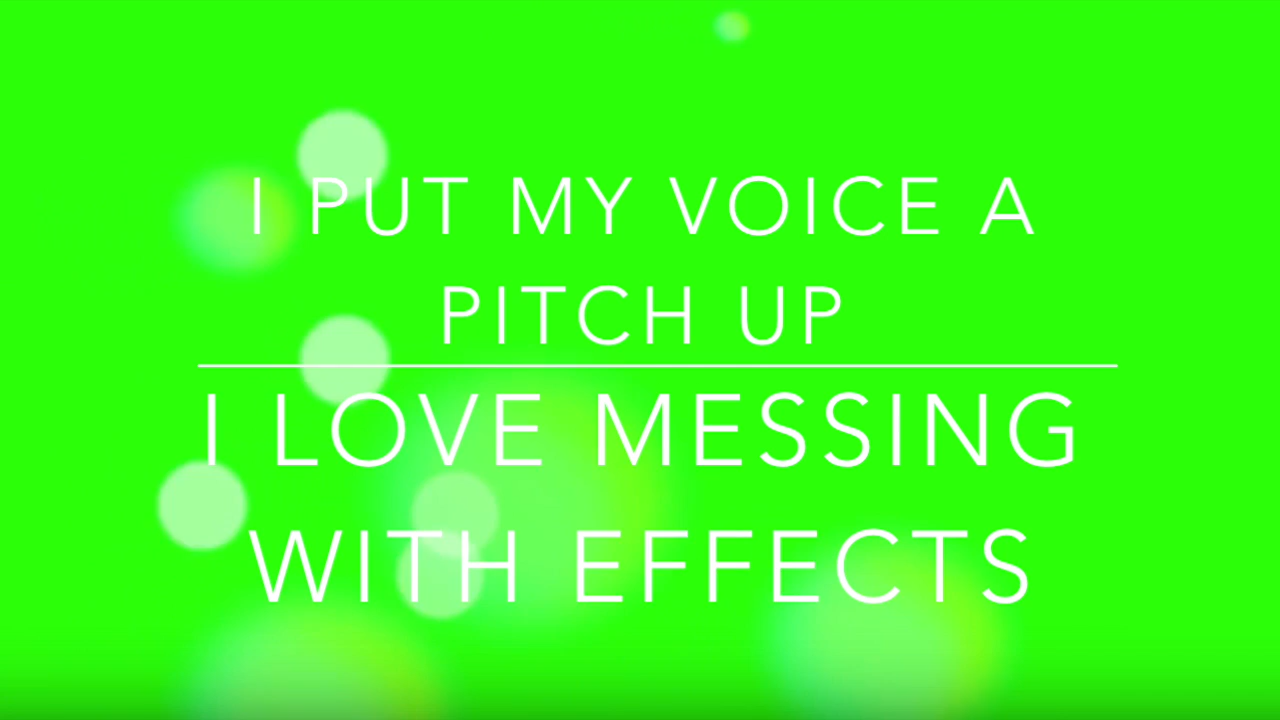 I PUT MY VOICE A
PITCH UP
I LOVE MESSING
WITH EFFECTS